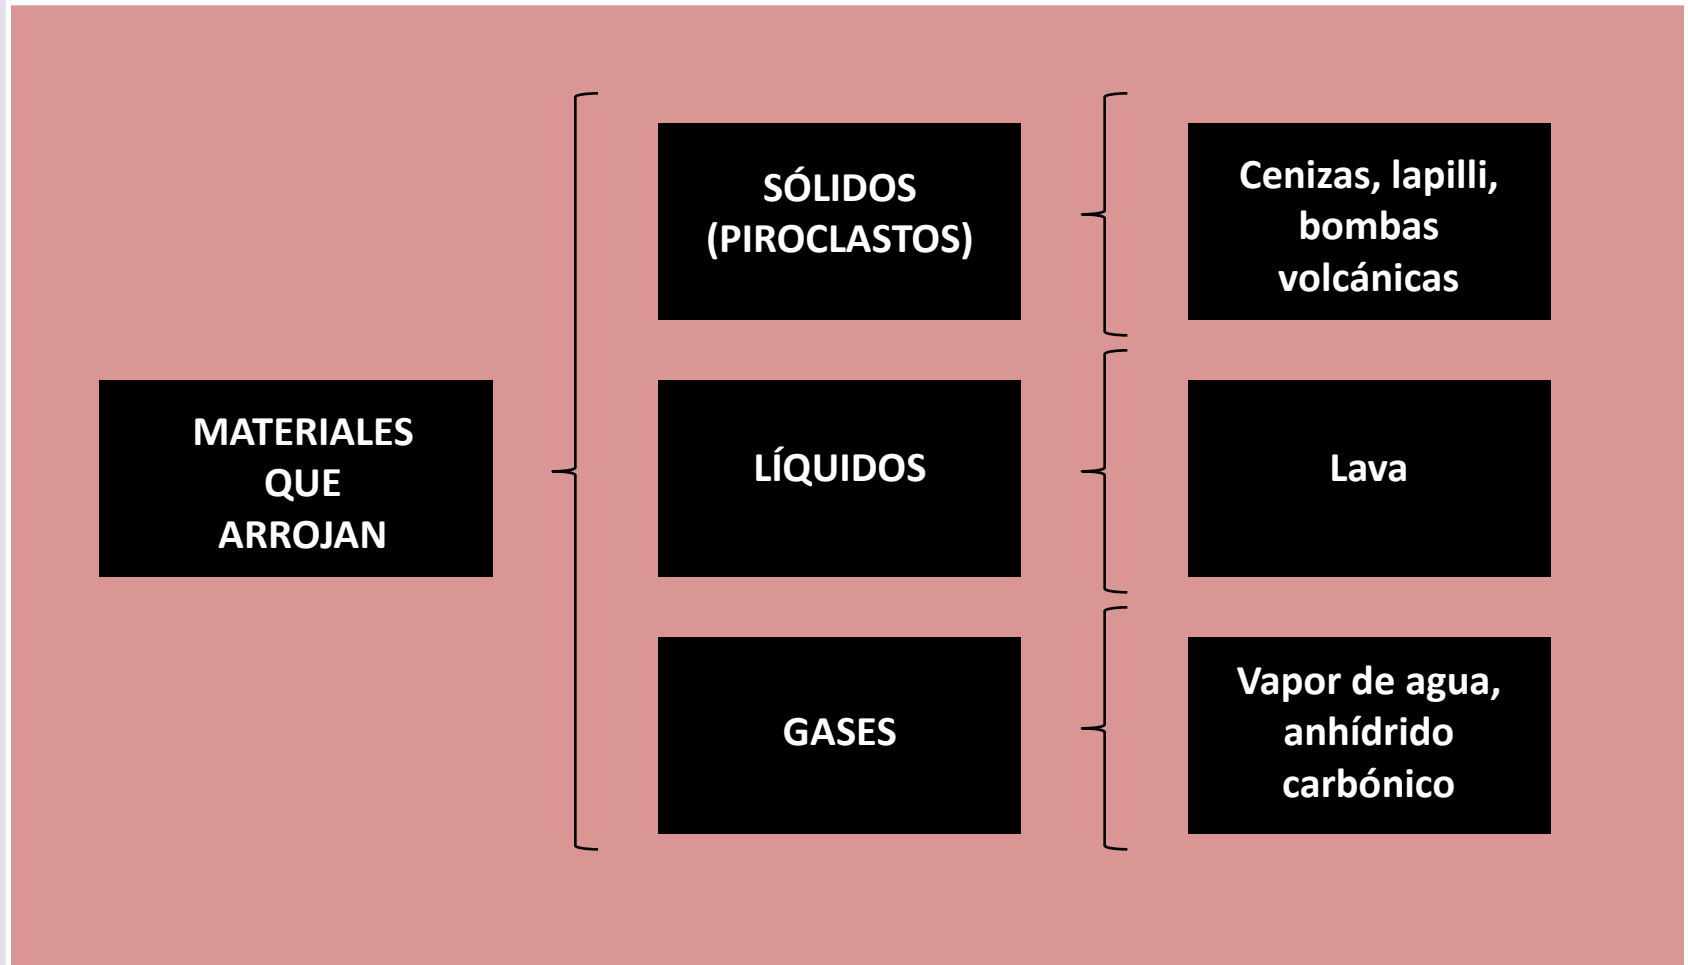 MATERIALES
QUE
ARROJAN
SÓLIDOS
(PIROCLASTOS)
Cenizas, lapilli,
bombas
volcánicas
LÍQUIDOS
Lava
GASES
Vapor de agua,
anhídrido
carbónico